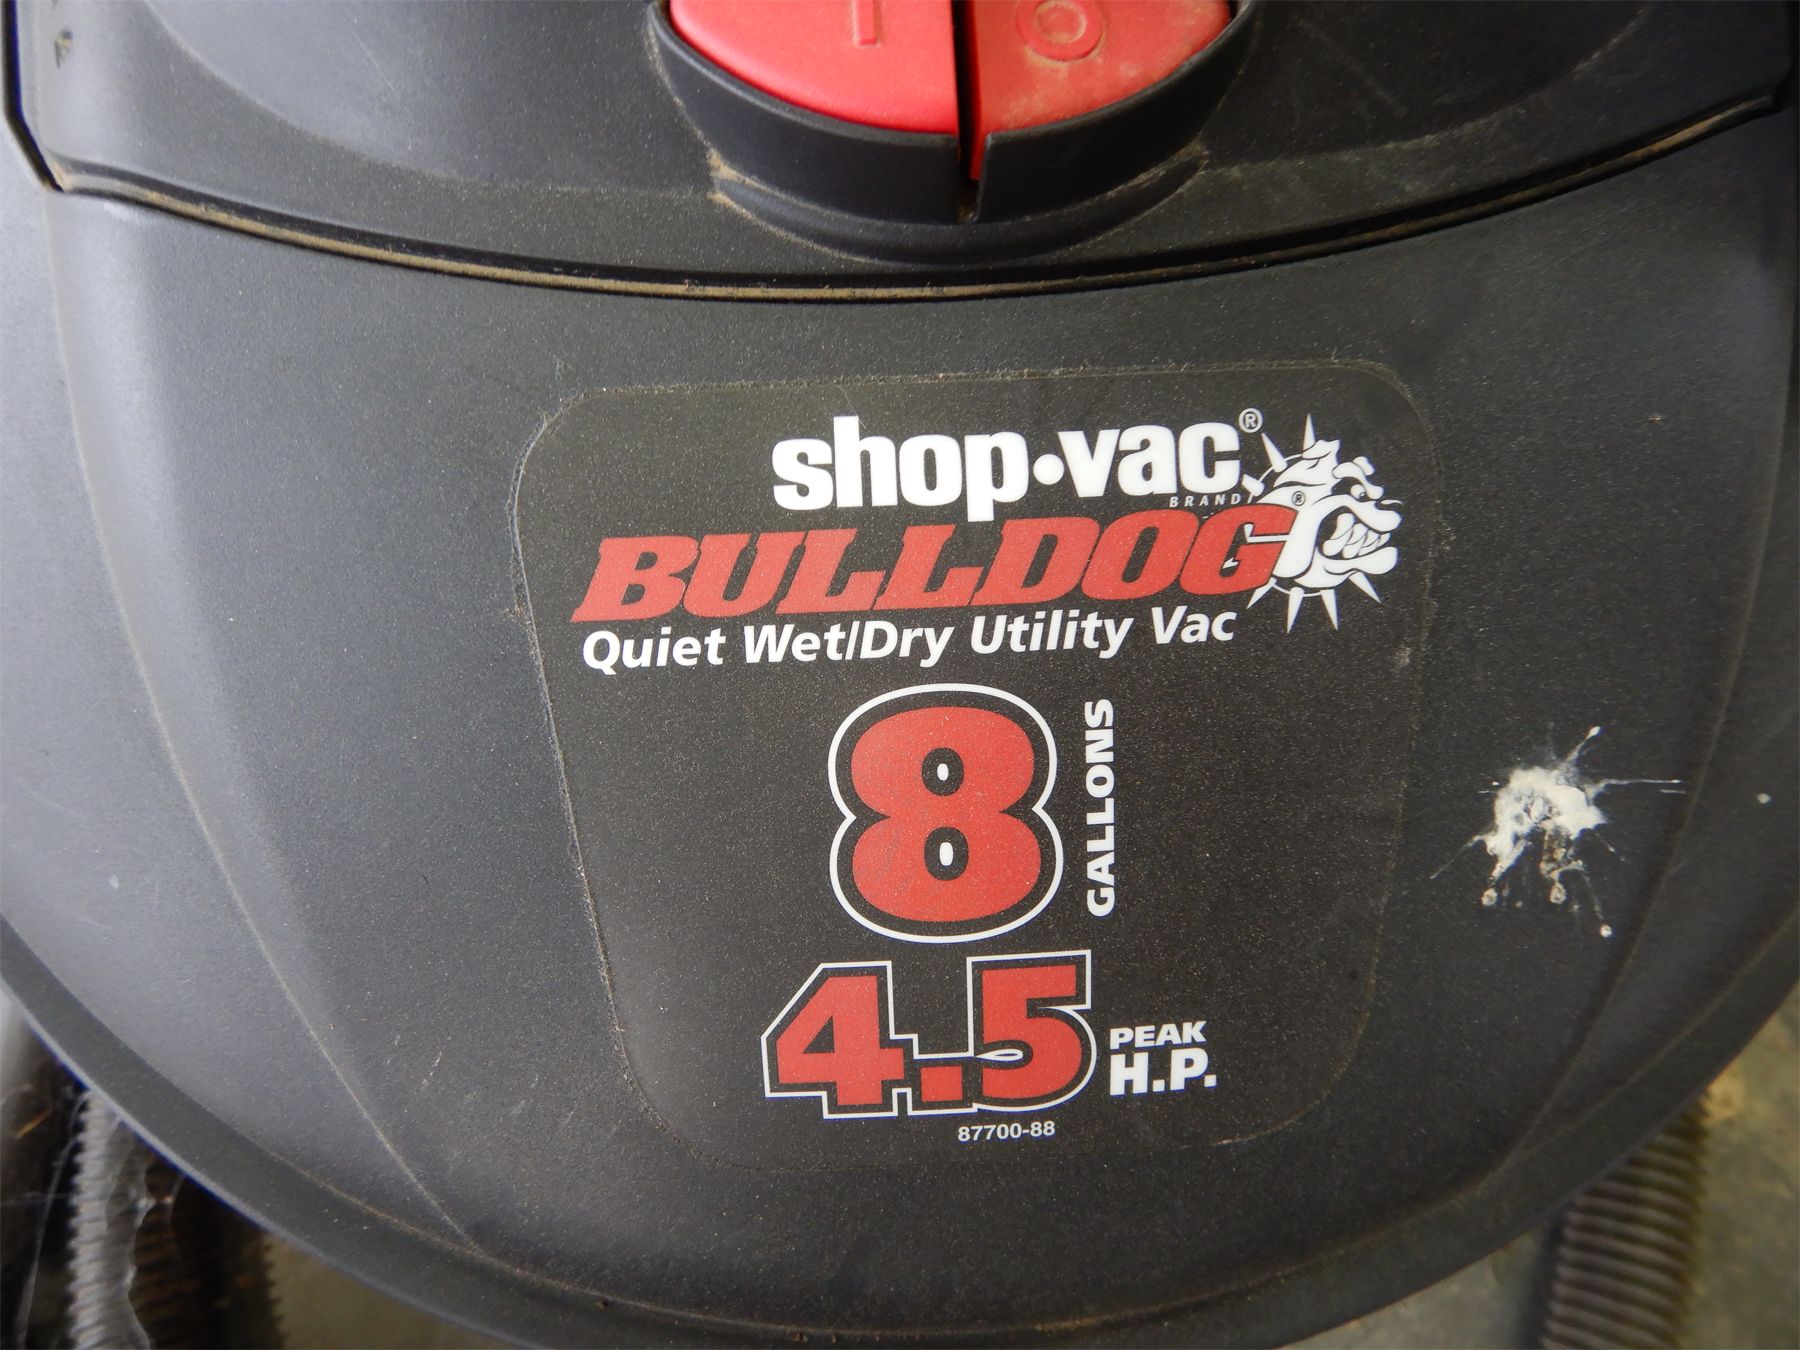 shop·vac®
BRAND
BULLDOG®
Quiet Wet/Dry Utility Vac
8 GALLONS
4.5 PEAK H.P.
87700-88